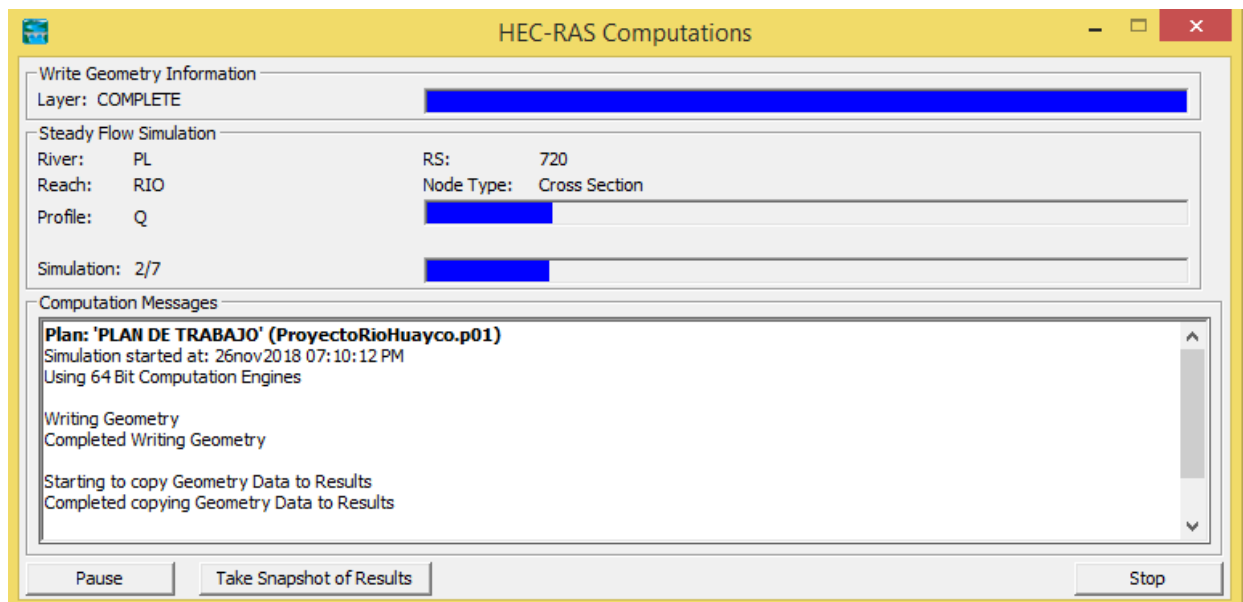 HEC-RAS Computations
Write Geometry Information
Layer: COMPLETE
Steady Flow Simulation
River: PL RS: 720
Reach: RIO Node Type: Cross Section
Profile: Q
Simulation: 2/7
Computation Messages
Plan: 'PLAN DE TRABAJO' (ProyectoRioHuayco.p01)
Simulation started at: 26nov2018 07:10:12 PM
Using 64 Bit Computation Engines
Writing Geometry
Completed Writing Geometry
Starting to copy Geometry Data to Results
Completed copying Geometry Data to Results
Pause Take Snapshot of Results Stop